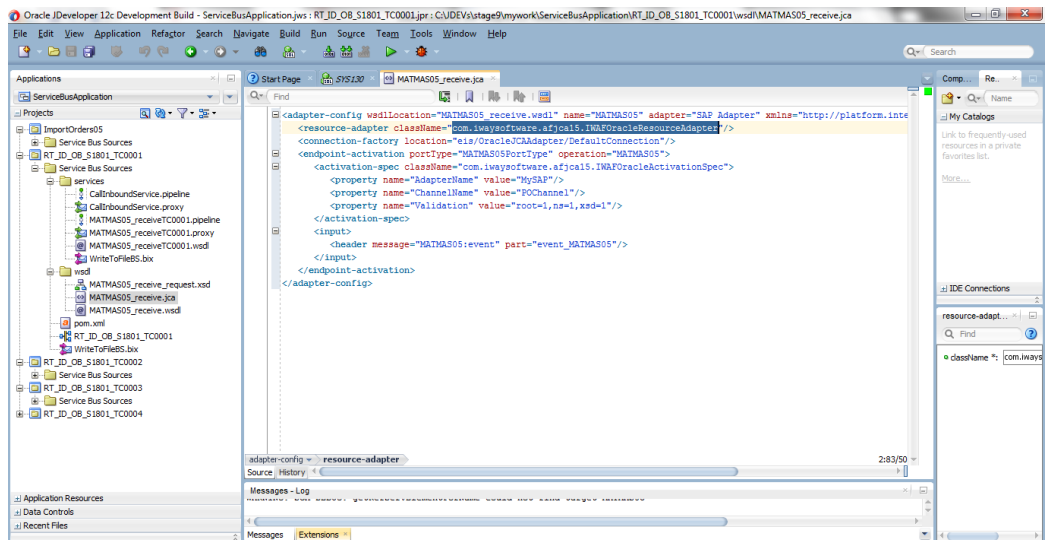 Oracle JDeveloper 12c Development Build - ServiceBusApplication.jws : RT_ID_OB_S1801_TC0001.jpr : C:\JDEVs\stage9\mywork\ServiceBusApplication\RT_ID_OB_S1801_TC0001\wsdl\MATMAS05_receive.jca
File Edit View Application Refactor Search Navigate Build Run Source Team Tools Window Help
Search
Applications
ServiceBusApplication
Projects
ImportOrders05
Service Bus Sources
RT_ID_OB_S1801_TC0001
Service Bus Sources
services
CallInboundService.pipeline
CallInboundService.proxy
MATMAS05_receiveTC0001.pipeline
MATMAS05_receiveTC0001.proxy
MATMAS05_receiveTC0001.wsdl
WriteToFileBS.bix
wsdl
MATMAS05_receive_request.xsd
MATMAS05_receive.jca
MATMAS05_receive.wsdl
pom.xml
RT_ID_OB_S1801_TC0001
WriteToFileBS.bix
RT_ID_OB_S1801_TC0002
Service Bus Sources
RT_ID_OB_S1801_TC0003
Service Bus Sources
RT_ID_OB_S1801_TC0004
Application Resources
Data Controls
Recent Files
Start Page SYS130 MATMAS05_receive.jca
Find
<adapter-config wsdlLocation="MATMAS05_receive.wsdl" name="MATMAS05" adapter="SAP Adapter" xmlns="http://platform.inte
<resource-adapter className="com.iwaysoftware.afjca15.IWAFOracleResourceAdapter"/>
<connection-factory location="eis/OracleJCAAdapter/DefaultConnection"/>
<endpoint-activation portType="MATMAS05PortType" operation="MATMAS05">
<activation-spec className="com.iwaysoftware.afjca15.IWAFOracleActivationSpec">
<property name="AdapterName" value="MySAP"/>
<property name="ChannelName" value="POChannel"/>
<property name="Validation" value="root=1,ns=1,xsd=1"/>
</activation-spec>
<input>
<header message="MATMAS05:event" part="event_MATMAS05"/>
</input>
</endpoint-activation>
</adapter-config>
adapter-config resource-adapter 2:83/50
Source History
Messages - Log
Messages Extensions
Comp... Re...
Name
My Catalogs
Link to frequently-used
resources in a private
favorites list.
More...
IDE Connections
resource-adapt...
Find
className *: com.iways